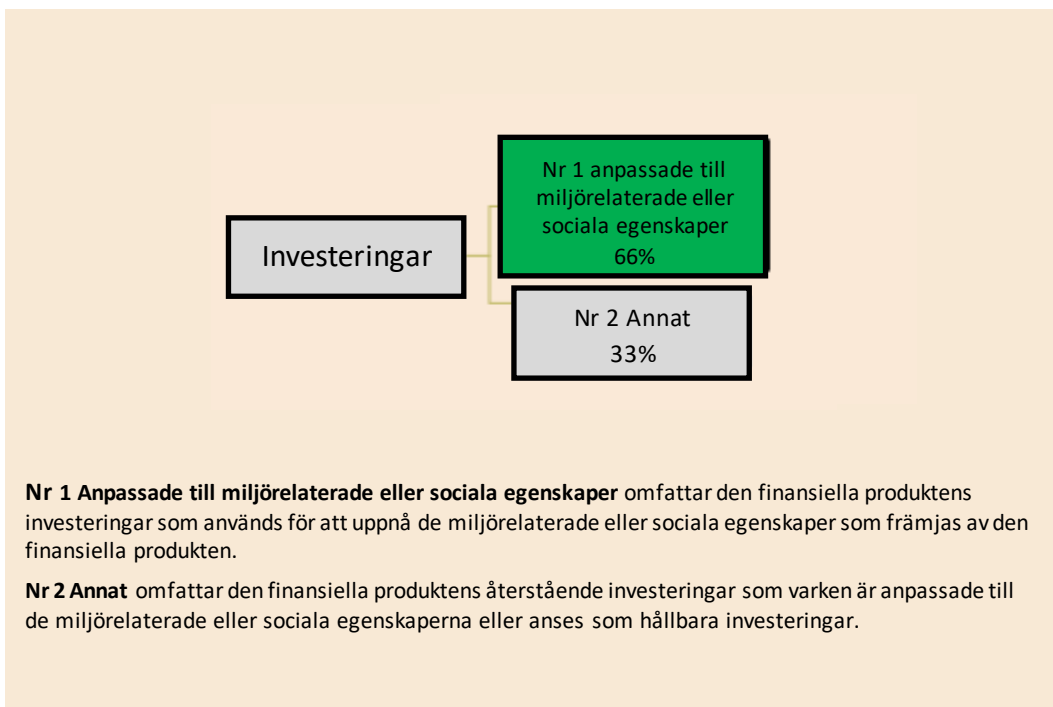 Nr 1 anpassade till
miljörelaterade eller
sociala egenskaper
66%
Investeringar
Nr 2 Annat
33%
Nr 1 Anpassade till miljörelaterade eller sociala egenskaper omfattar den finansiella produktens
investeringar som används för att uppnå de miljörelaterade eller sociala egenskaper som främjas av den
finansiella produkten.
Nr 2 Annat omfattar den finansiella produktens återstående investeringar som varken är anpassade till
de miljörelaterade eller sociala egenskaperna eller anses som hållbara investeringar.